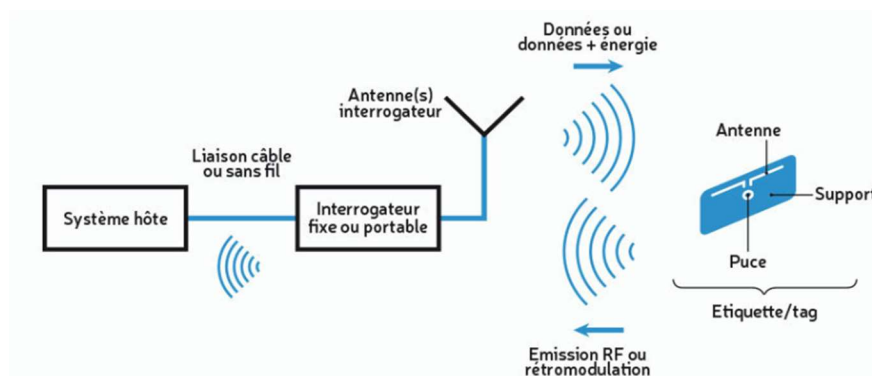 Données ou
données + énergie
Antenne(s)
interrogateur
Antenne
Liaison câble
ou sans fil
Support
Système hôte
Interrogateur
fixe ou portable
Puce
Etiquette/tag
Emission RF ou
rétromodulation